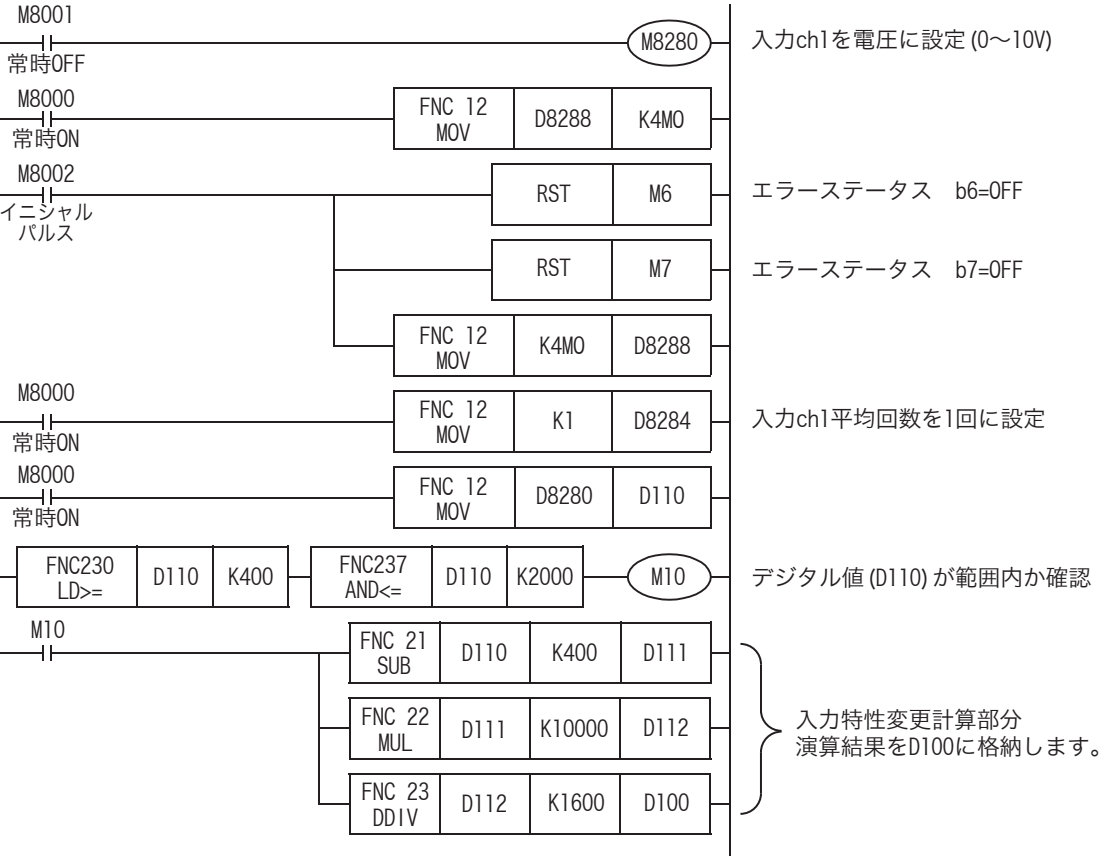 M8001
常時OFF
M8280
入力ch1を電圧に設定(0～10V)
M8000
常時ON
FNC 12
MOV
D8288
K4M0
M8002
イニシャル
パルス
RST
M6
エラーステータス b6=OFF
RST
M7
エラーステータス b7=OFF
FNC 12
MOV
K4M0
D8288
M8000
常時ON
FNC 12
MOV
K1
D8284
入力ch1平均回数を1回に設定
M8000
常時ON
FNC 12
MOV
D8280
D110
FNC230
LD>=
D110
K400
FNC237
AND<=
D110
K2000
M10
デジタル値(D110)が範囲内か確認
M10
FNC 21
SUB
D110
K400
D111
FNC 22
MUL
D111
K10000
D112
FNC 23
DDIV
D112
K1600
D100
入力特性変更計算部分
演算結果をD100に格納します。